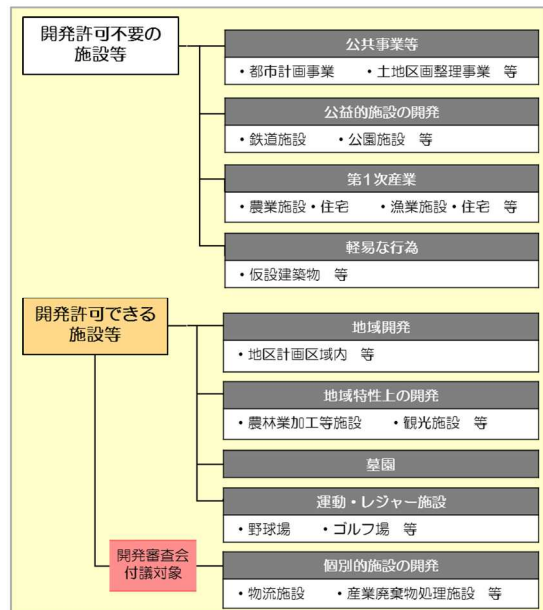 開発許可不要の
施設等
公共事業等
・都市計画事業　・土地区画整理事業　等
公益的施設の開発
・鉄道施設　・公園施設　等
第1次産業
・農業施設・住宅　・漁業施設・住宅　等
軽易な行為
・仮設建築物　等
開発許可できる
施設等
地域開発
・地区計画区域内　等
地域特性上の開発
・農林業加工等施設　・観光施設　等
墓園
運動・レジャー施設
・野球場　・ゴルフ場　等
開発審査会
付議対象
個別的施設の開発
・物流施設　・産業廃棄物処理施設　等